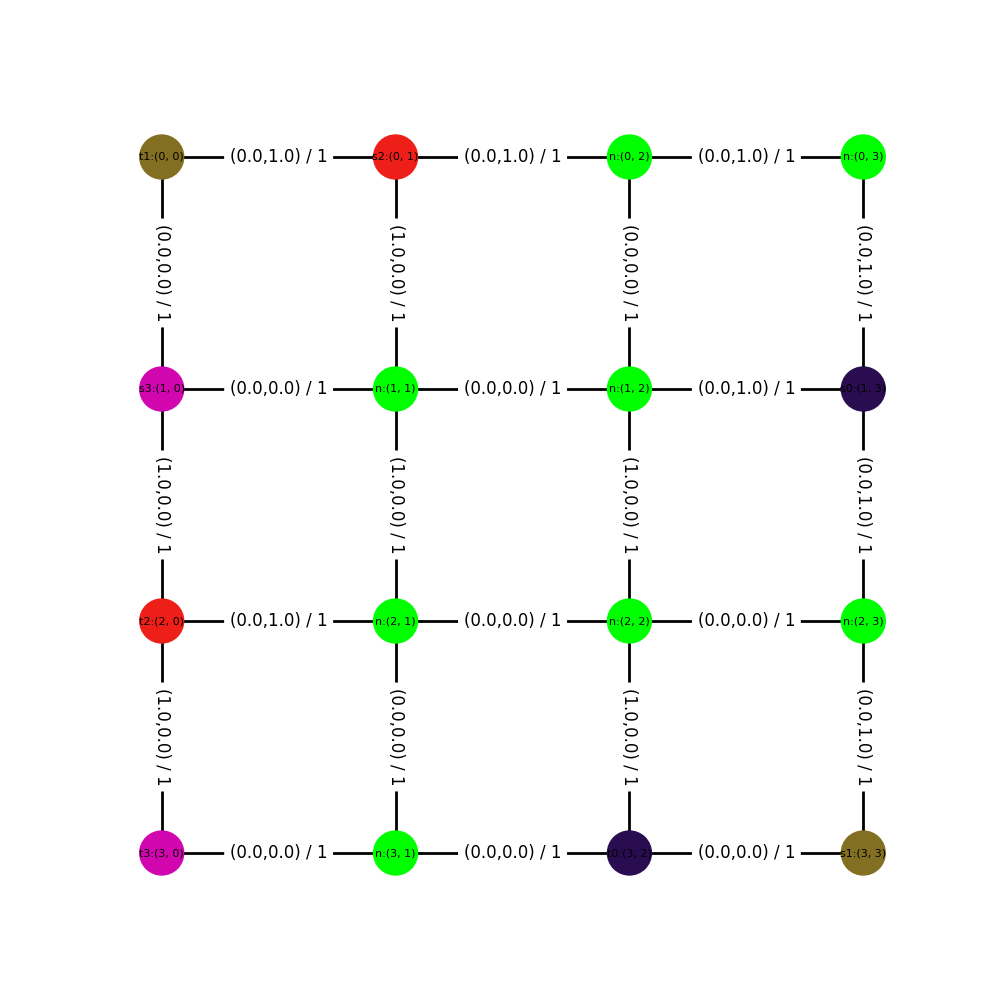 t1:(0, 0) (0.0,1.0) / 1 s2:(0, 1) (0.0,1.0) / 1 n:(0, 2) (0.0,1.0) / 1 n:(0, 3)
(0.0,0.0) / 1 (1.0,0.0) / 1 (0.0,0.0) / 1 (0.0,1.0) / 1
s3:(1, 0) (0.0,0.0) / 1 n:(1, 1) (0.0,0.0) / 1 n:(1, 2) (0.0,1.0) / 1 s0:(1, 3)
(1.0,0.0) / 1 (1.0,0.0) / 1 (1.0,0.0) / 1 (0.0,1.0) / 1
t2:(2, 0) (0.0,1.0) / 1 n:(2, 1) (0.0,0.0) / 1 n:(2, 2) (0.0,0.0) / 1 n:(2, 3)
(1.0,0.0) / 1 (0.0,0.0) / 1 (1.0,0.0) / 1 (0.0,1.0) / 1
t3:(3, 0) (0.0,0.0) / 1 n:(3, 1) (0.0,0.0) / 1 t0:(3, 2) (0.0,0.0) / 1 s1:(3, 3)